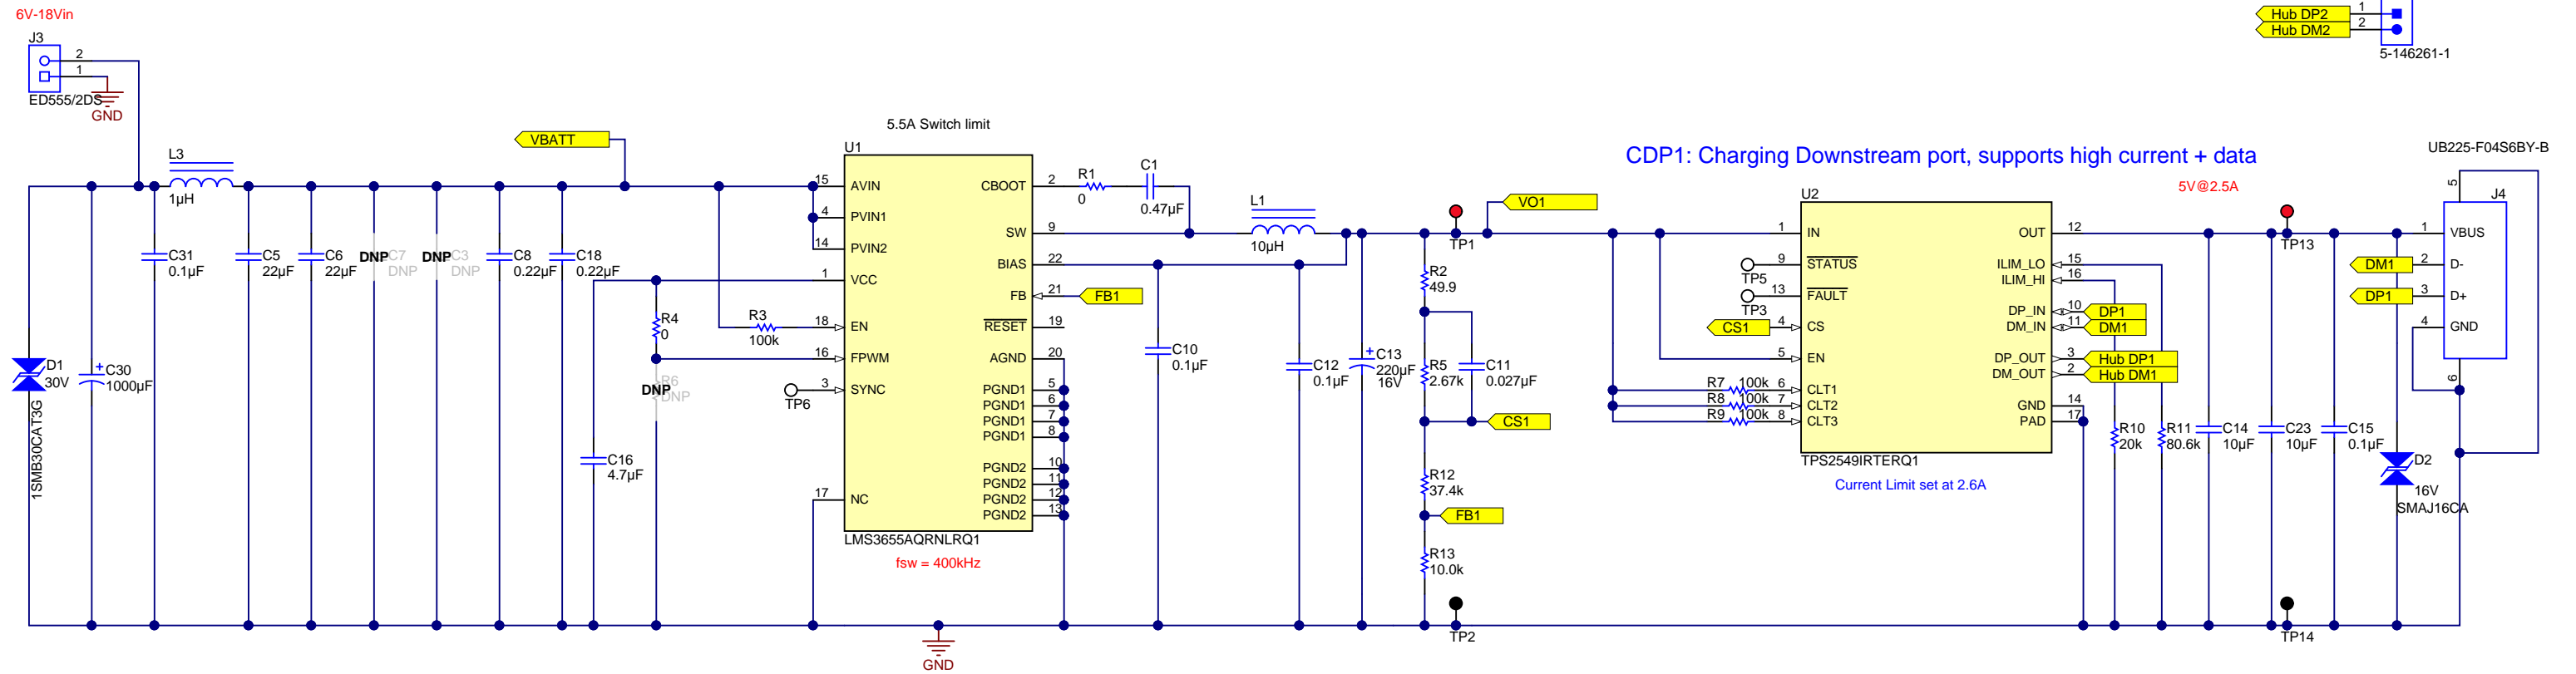 6V-18Vin
J3
2
1
ED555/2DS
GND
Hub DP2
1
Hub DM2
2
5-146261-1
VBATT
L3
1µH
C31
0.1µF
C5
22µF
C6
22µF
DNP
C7
DNP
DNP
C3
DNP
C8
0.22µF
C18
0.22µF
D1
30V
1SMB30CAT3G
C30
1000µF
R4
0
DNP
R6
DNP
C16
4.7µF
R3
100k
TP6
5.5A Switch limit
U1
15 AVIN
4 PVIN1
14 PVIN2
1 VCC
18 EN
16 FPWM
3 SYNC
17 NC
CBOOT 2
SW 9
BIAS 22
FB 21
RESET 19
AGND 20
PGND1 5
PGND1 6
PGND1 7
PGND1 8
PGND2 10
PGND2 11
PGND2 12
PGND2 13
LMS3655AQRNLRQ1
fsw = 400kHz
GND
R1
0
C1
0.47µF
FB1
L1
10µH
C10
0.1µF
C12
0.1µF
C13
220µF
16V
TP1
VO1
R2
49.9
R5
2.67k
C11
0.027µF
CS1
R12
37.4k
FB1
R13
10.0k
TP2
CDP1: Charging Downstream port, supports high current + data
5V@2.5A
U2
TP5
TP3
CS1
R7 100k
R8 100k
R9 100k
1 IN
9 STATUS
13 FAULT
4 CS
5 EN
6 CLT1
7 CLT2
8 CLT3
OUT 12
ILIM_LO 15
ILIM_HI 16
DP_IN 10 DP1
DM_IN 11 DM1
DP_OUT 3 Hub DP1
DM_OUT 2 Hub DM1
GND 14
PAD 17
TPS2549IRTERQ1
Current Limit set at 2.6A
R10
20k
R11
80.6k
C14
10µF
C23
10µF
C15
0.1µF
TP13
TP14
D2
16V
SMAJ16CA
UB225-F04S6BY-B
J4
5
1 VBUS
DM1 2 D-
DP1 3 D+
4 GND
6